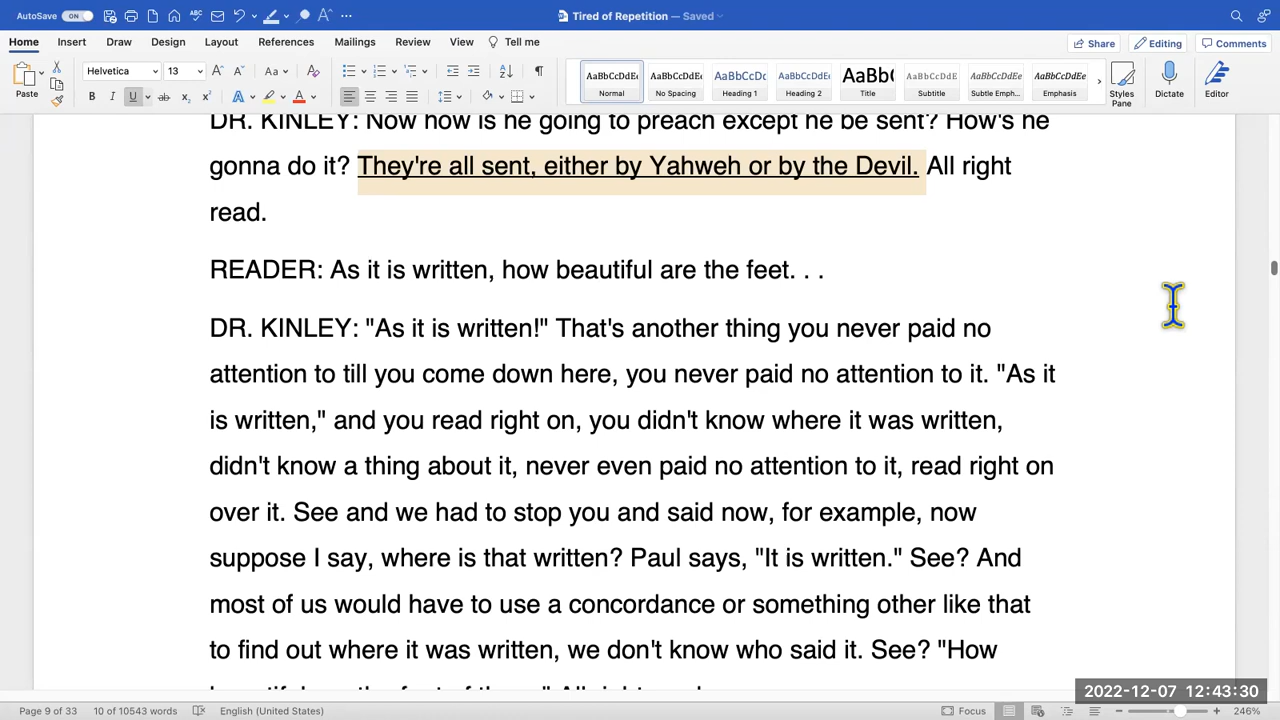 AutoSave ON Tired of Repetition — Saved
Home Insert Draw Design Layout References Mailings Review View Tell me Share Editing Comments
Paste Helvetica 13 A A Aa AaBbCcDdEe AaBbCcDdEe AaBbCcDc AaBbCcDdEe AaBb( AaBbCcDdE AaBbCcDdEe AaBbCcDdEe
B I U ab x A A Normal No Spacing Heading 1 Heading 2 Title Subtitle Subtle Emph... Emphasis Styles Pane Dictate Editor
DR. KINLEY: Now how is he going to preach except he be sent? How's he
gonna do it? They're all sent, either by Yahweh or by the Devil. All right
read.
READER: As it is written, how beautiful are the feet. . .
DR. KINLEY: "As it is written!" That's another thing you never paid no
attention to till you come down here, you never paid no attention to it. "As it
is written," and you read right on, you didn't know where it was written,
didn't know a thing about it, never even paid no attention to it, read right on
over it. See and we had to stop you and said now, for example, now
suppose I say, where is that written? Paul says, "It is written." See? And
most of us would have to use a concordance or something other like that
to find out where it was written, we don't know who said it. See? "How
2022-12-07 12:43:30
Page 9 of 33 10 of 10543 words English (United States) Focus 246%